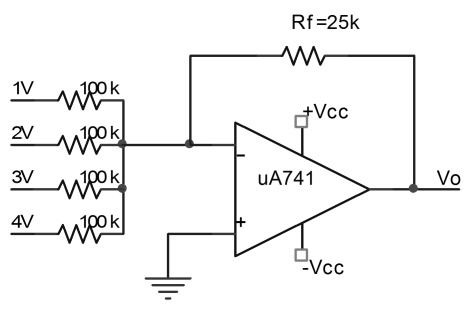 Rf=25k
1V 100k
2V 100k
3V 100k
4V 100k
+Vcc
−
uA741
+
Vo
-Vcc